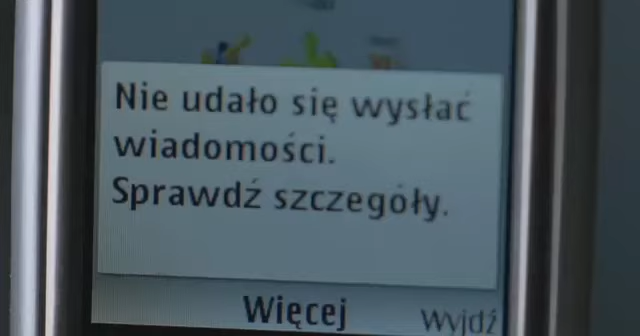 Nie udało się wysłać
wiadomości.
Sprawdź szczegóły.
Więcej
Wyjdź